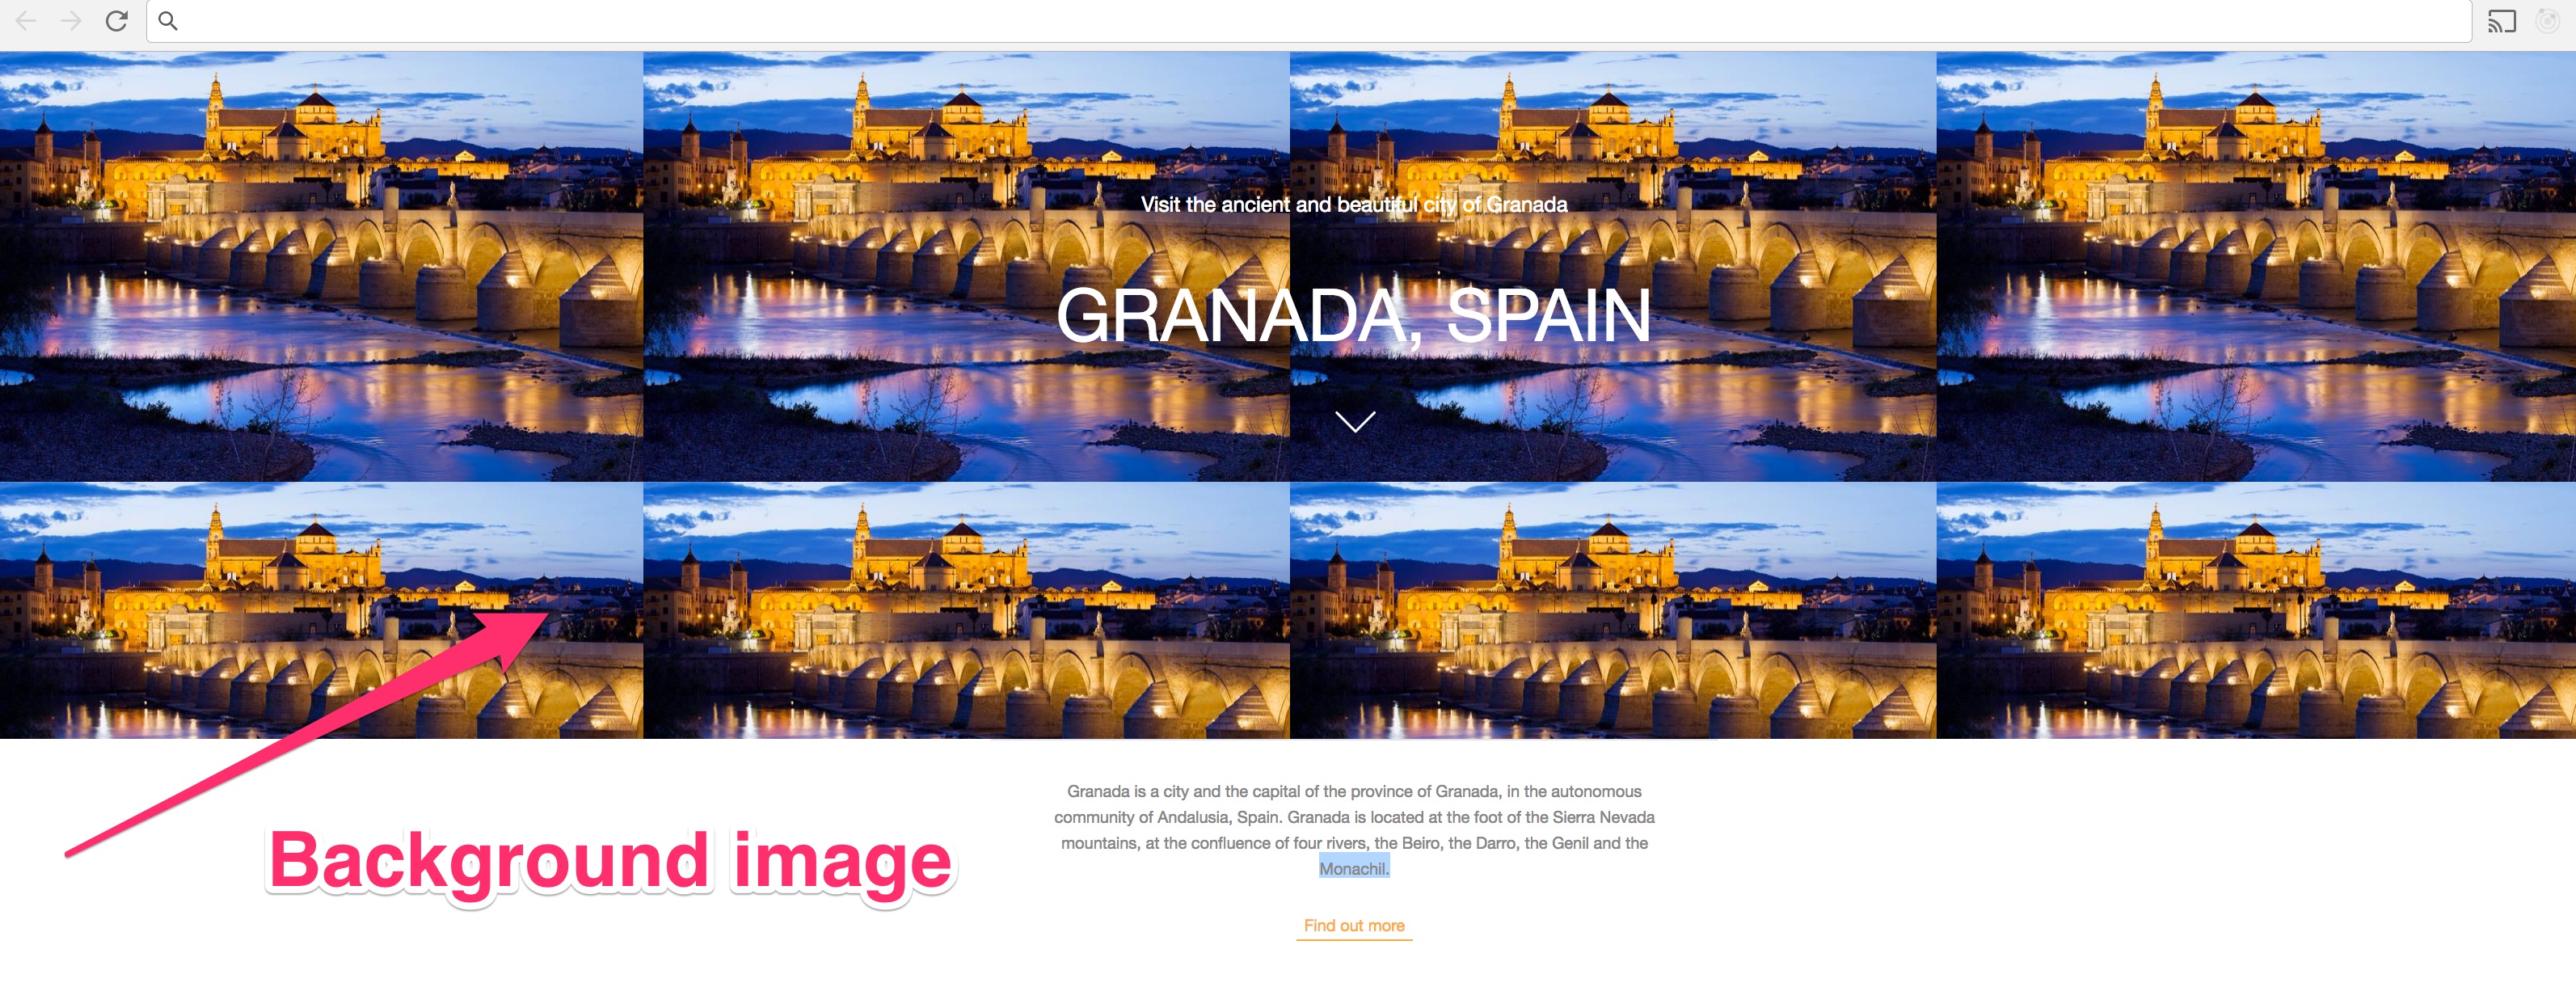 Visit the ancient and beautiful city of Granada
GRANADA, SPAIN
Granada is a city and the capital of the province of Granada, in the autonomous
community of Andalusia, Spain. Granada is located at the foot of the Sierra Nevada
mountains, at the confluence of four rivers, the Beiro, the Darro, the Genil and the
Monachil.
Background image
Find out more